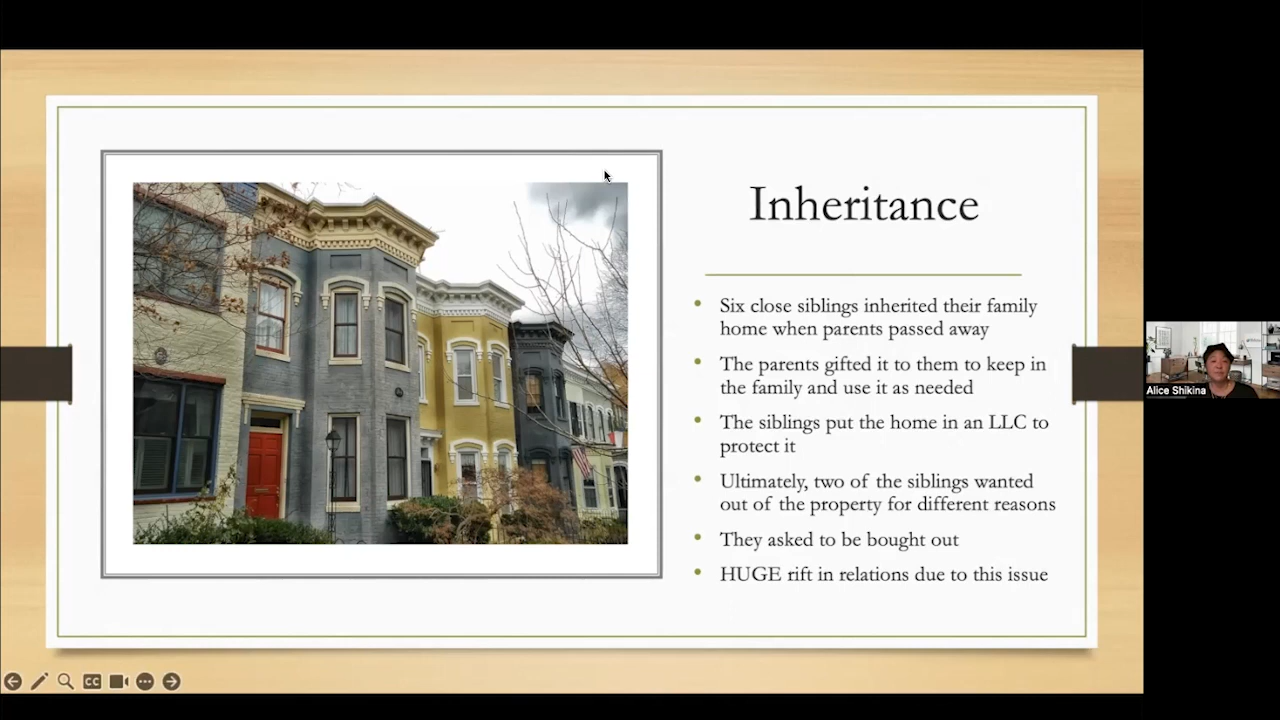 Inheritance
Six close siblings inherited their family
home when parents passed away
The parents gifted it to them to keep in
the family and use it as needed
The siblings put the home in an LLC to
protect it
Ultimately, two of the siblings wanted
out of the property for different reasons
They asked to be bought out
HUGE rift in relations due to this issue
Alice Shikina
CC